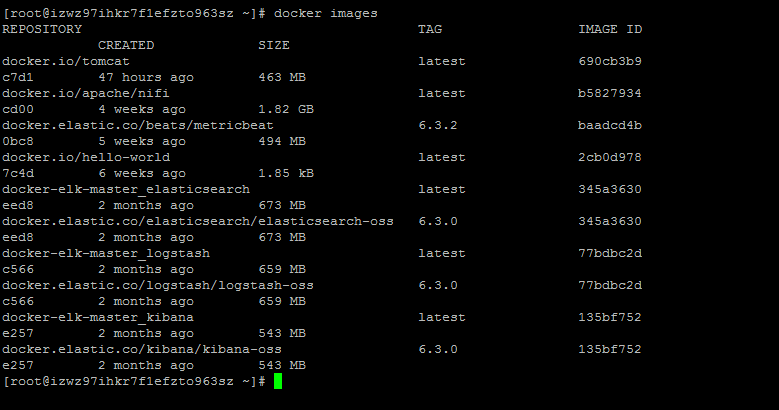 [root@izwz97ihkr7f1efzto963sz ~]# docker images
REPOSITORY TAG IMAGE ID
CREATED SIZE
docker.io/tomcat latest 690cb3b9
c7d1 47 hours ago 463 MB
docker.io/apache/nifi latest b5827934
cd00 4 weeks ago 1.82 GB
docker.elastic.co/beats/metricbeat 6.3.2 baadcd4b
0bc8 5 weeks ago 494 MB
docker.io/hello-world latest 2cb0d978
7c4d 6 weeks ago 1.85 kB
docker-elk-master_elasticsearch latest 345a3630
eed8 2 months ago 673 MB
docker.elastic.co/elasticsearch/elasticsearch-oss 6.3.0 345a3630
eed8 2 months ago 673 MB
docker-elk-master_logstash latest 77bdbc2d
c566 2 months ago 659 MB
docker.elastic.co/logstash/logstash-oss 6.3.0 77bdbc2d
c566 2 months ago 659 MB
docker-elk-master_kibana latest 135bf752
e257 2 months ago 543 MB
docker.elastic.co/kibana/kibana-oss 6.3.0 135bf752
e257 2 months ago 543 MB
[root@izwz97ihkr7f1efzto963sz ~]#